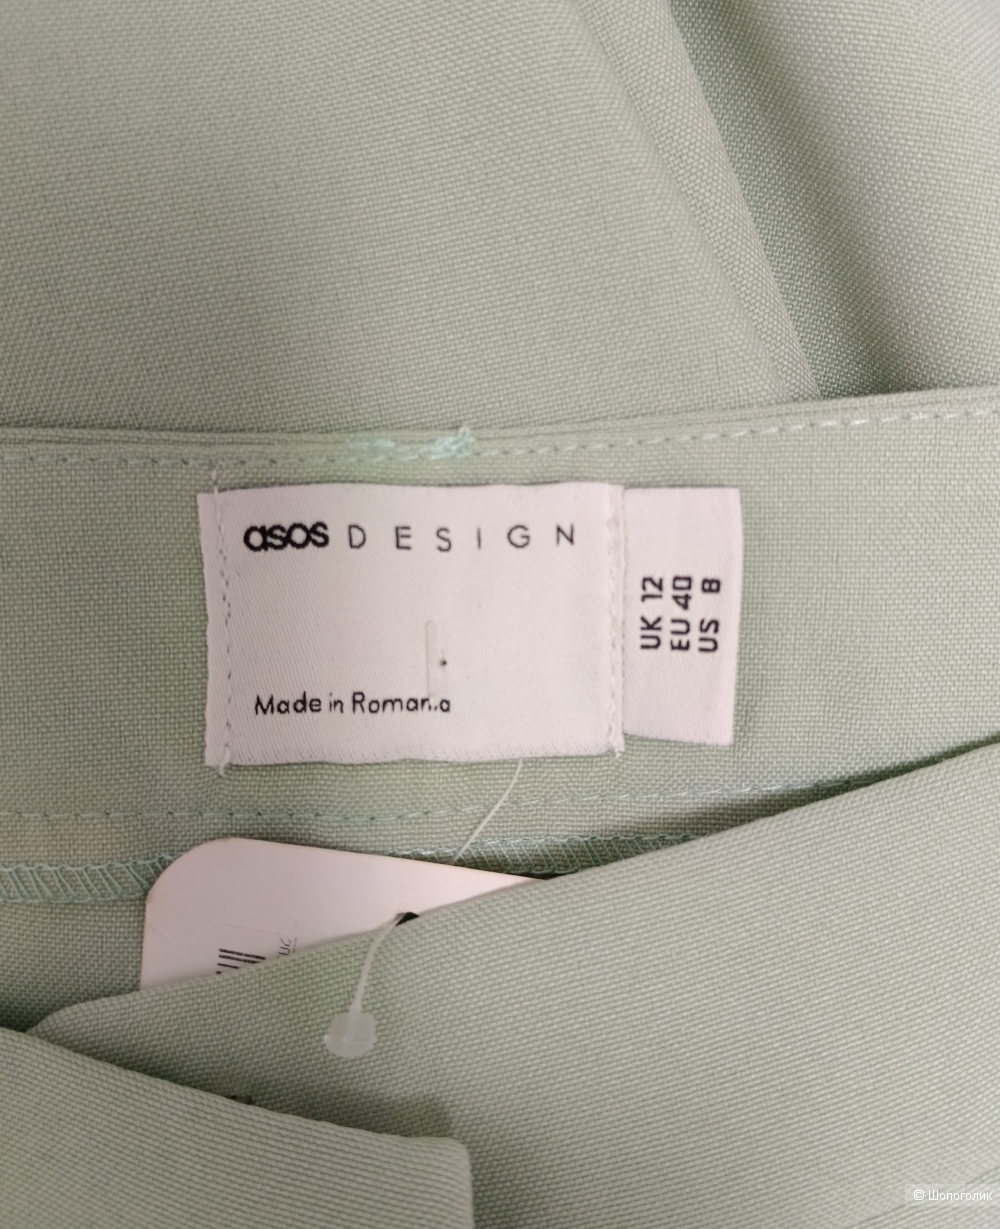 asos DESIGN
Made in Romania
UK 12
EU 40
US 8
© Шопоголик